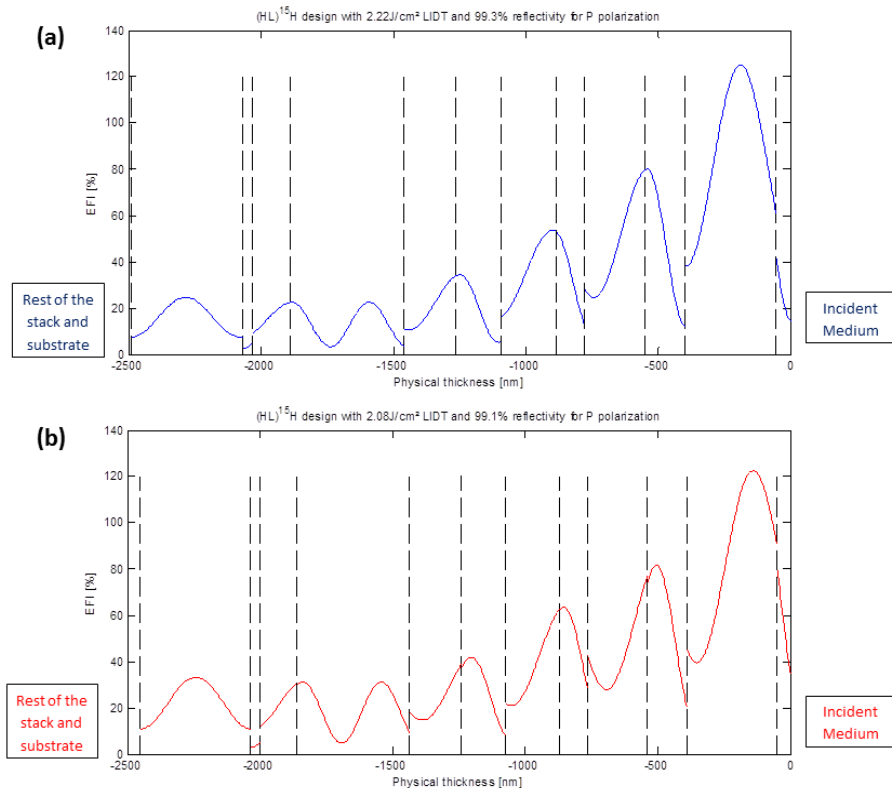 (a)
(HL)¹⁵H design with 2.22J/cm² LIDT and 99.3% reflectivity for P polarization
140
120
100
80
60
40
20
0
EFI [%]
-2500
-2000
-1500
-1000
-500
0
Physical thickness [nm]
Rest of the
stack and
substrate
Incident
Medium
(b)
(HL)¹⁵H design with 2.08J/cm² LIDT and 99.1% reflectivity for P polarization
140
120
100
80
60
40
20
0
EFI [%]
-2500
-2000
-1500
-1000
-500
0
Physical thickness [nm]
Rest of the
stack and
substrate
Incident
Medium